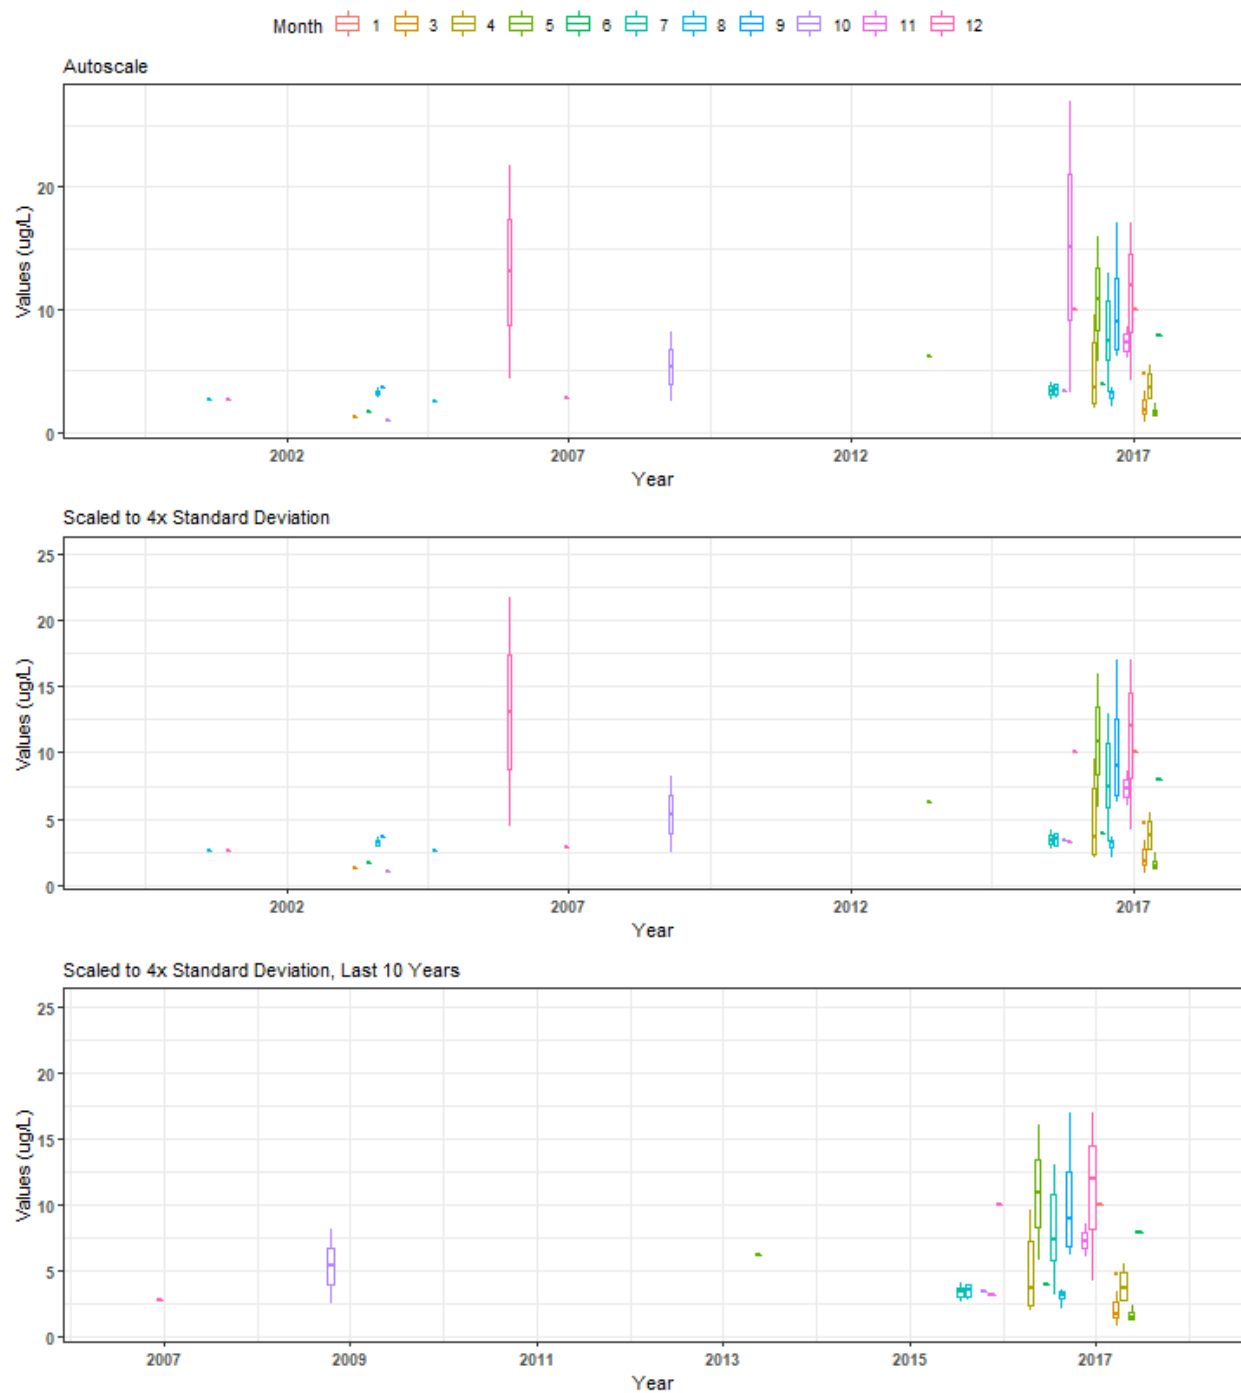 Month 1 3 4 5 6 7 8 9 10 11 12
Autoscale
Values (ug/L)
20
10
0
2002 2007 2012 2017
Year
Scaled to 4x Standard Deviation
Values (ug/L)
25
20
15
10
5
0
2002 2007 2012 2017
Year
Scaled to 4x Standard Deviation, Last 10 Years
Values (ug/L)
25
20
15
10
5
0
2007 2009 2011 2013 2015 2017
Year